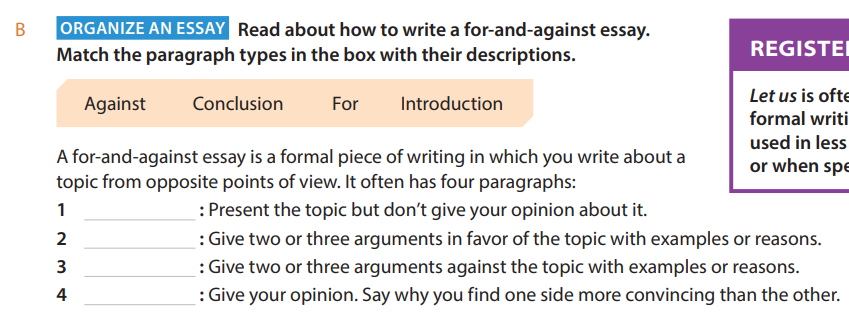 B ORGANIZE AN ESSAY Read about how to write a for-and-against essay.
Match the paragraph types in the box with their descriptions.
Against Conclusion For Introduction
A for-and-against essay is a formal piece of writing in which you write about a
topic from opposite points of view. It often has four paragraphs:
1 ____________ : Present the topic but don’t give your opinion about it.
2 ____________ : Give two or three arguments in favor of the topic with examples or reasons.
3 ____________ : Give two or three arguments against the topic with examples or reasons.
4 ____________ : Give your opinion. Say why you find one side more convincing than the other.
Let us is
formal
used in less
or when